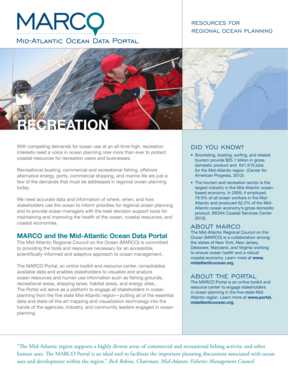 MARCO
Mid-Atlantic Ocean Data Portal
RESOURCES FOR
REGIONAL OCEAN PLANNING
RECREATION
With competing demands for ocean use at an all-time high, recreation
interests need a voice in ocean planning now more than ever to protect
coastal resources for recreation users and businesses.
Recreational boating, commercial and recreational fishing, offshore
alternative energy, ports, commercial shipping, and marine life are just a
few of the demands that must be addressed in regional ocean planning
today.
We need accurate data and information of where, when, and how
stakeholders use the ocean to inform priorities for regional ocean planning
and to provide ocean managers with the best decision support tools for
maintaining and improving the health of the ocean, coastal resources, and
coastal economies.
MARCO and the Mid-Atlantic Ocean Data Portal
The Mid-Atlantic Regional Council on the Ocean (MARCO) is committed
to providing the tools and resources necessary for an accessible,
scientifically informed and adaptive approach to ocean management.
The MARCO Portal, an online toolkit and resource center, consolidates
available data and enables stakeholders to visualize and analyze
ocean resources and human use information such as fishing grounds,
recreational areas, shipping lanes, habitat areas, and energy sites.
The Portal will serve as a platform to engage all stakeholders in ocean
planning from the five state Mid-Atlantic region—putting all of the essential
data and state-of-the art mapping and visualization technology into the
hands of the agencies, industry, and community leaders engaged in ocean
planning.
DID YOU KNOW?
• Snorkeling, boating, surfing, and related
tourism provide $25.1 billion in gross
domestic product and 541,915 jobs
for the Mid-Atlantic region (Center for
American Progress, 2012).
• The tourism and recreation sector is the
largest industry in the Mid-Atlantic ocean-
based economy. In 2009, it employed
78.5% of all ocean workers in the Mid-
Atlantic and produced 62.2% of the Mid-
Atlantic ocean economy's gross domestic
product. (NOAA Coastal Services Center
2012).
ABOUT MARCO
The Mid-Atlantic Regional Council on the
Ocean (MARCO) is a collaboration among
the states of New York, New Jersey,
Delaware, Maryland, and Virginia working
to ensure ocean health and a robust
coastal economy. Learn more at www.
midatlanticocean.org.
ABOUT THE PORTAL
The MARCO Portal is an online toolkit and
resource center to engage stakeholders
in ocean planning in the five-state Mid-
Atlantic region. Learn more at www.portal.
midatlanticocean.org.
"The Mid-Atlantic region supports a highly diverse array of commercial and recreational fishing activity, and other
human uses. The MARCO Portal is an ideal tool to facilitate the important planning discussions associated with ocean
uses and development within the region." Rick Robins, Chairman, Mid-Atlantic Fisheries Management Council